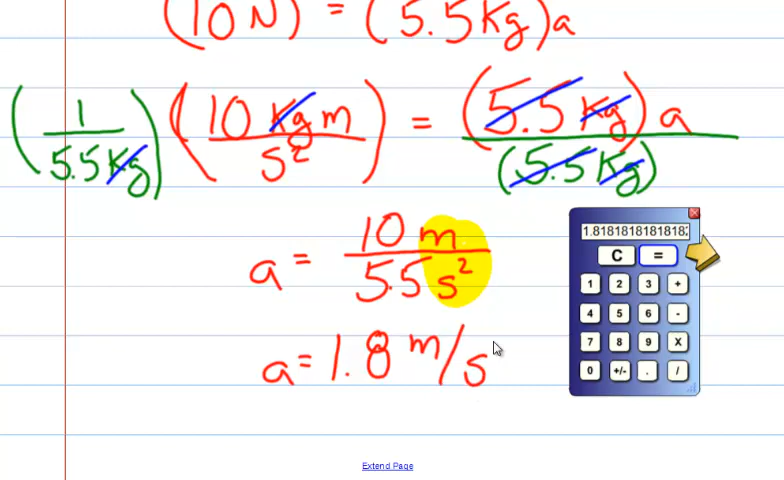 (10 N) = (5.5 Kg)a
(1/5.5 Kg) (10 Kg m/s²) = (5.5 Kg) a/(5.5 Kg)
a = 10 m/5.5 s²
a = 1.8 m/s
1.8181818181818182
C =
1 2 3 +
4 5 6 -
7 8 9 X
0 +/- . /
Extend Page